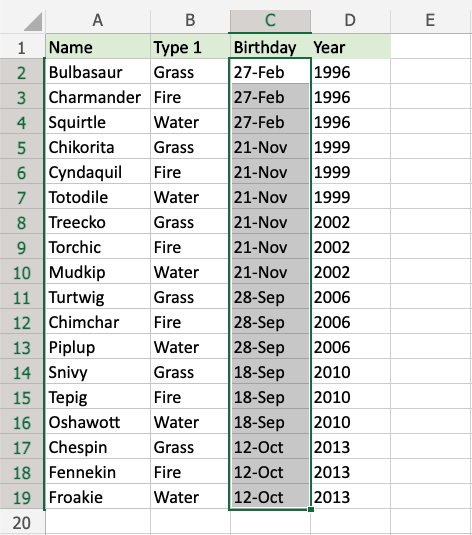 A B C D E
1 Name Type 1 Birthday Year
2 Bulbasaur Grass 27-Feb 1996
3 Charmander Fire 27-Feb 1996
4 Squirtle Water 27-Feb 1996
5 Chikorita Grass 21-Nov 1999
6 Cyndaquil Fire 21-Nov 1999
7 Totodile Water 21-Nov 1999
8 Treecko Grass 21-Nov 2002
9 Torchic Fire 21-Nov 2002
10 Mudkip Water 21-Nov 2002
11 Turtwig Grass 28-Sep 2006
12 Chimchar Fire 28-Sep 2006
13 Piplup Water 28-Sep 2006
14 Snivy Grass 18-Sep 2010
15 Tepig Fire 18-Sep 2010
16 Oshawott Water 18-Sep 2010
17 Chespin Grass 12-Oct 2013
18 Fennekin Fire 12-Oct 2013
19 Froakie Water 12-Oct 2013
20